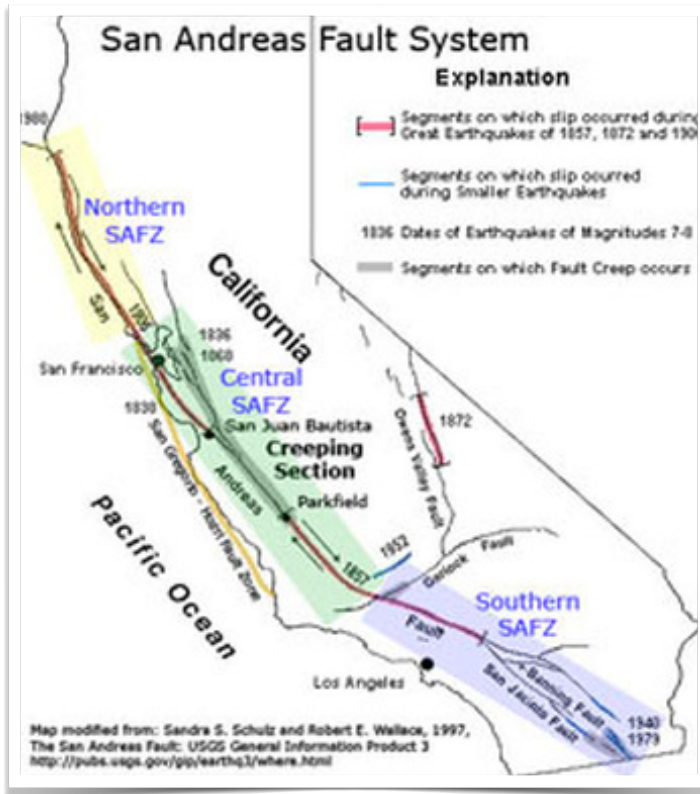 San Andreas Fault System
Explanation
Segments on which slip occurred during
Great Earthquakes of 1857, 1872 and 190
Segments on which slip ocurred
during Smaller Earthquakes
1836 Dates of Earthquakes of Magnitudes 7-8
Segments on which Fault Creep occurs
1980
Northern
SAFZ
San
1906
California
1836
1868
San Francisco
Central
SAFZ
1838
San Juan Bautista
Creeping
Section
1872
Owens Valley Fault
San Gregorio - Hosri Fault Zone
Andreas
Parkfield
Pacific Ocean
1952
1857
Garlock Fault
Southern
SAFZ
Fault
Los Angeles
Banning Fault
San Jacinto Fault
1940
1979
Map modified from: Sandra S. Schulz and Robert E. Wallace, 1997,
The San Andreas Fault: USGS General Information Product 3
http://pubs.usgs.gov/gip/earthq3/where.html